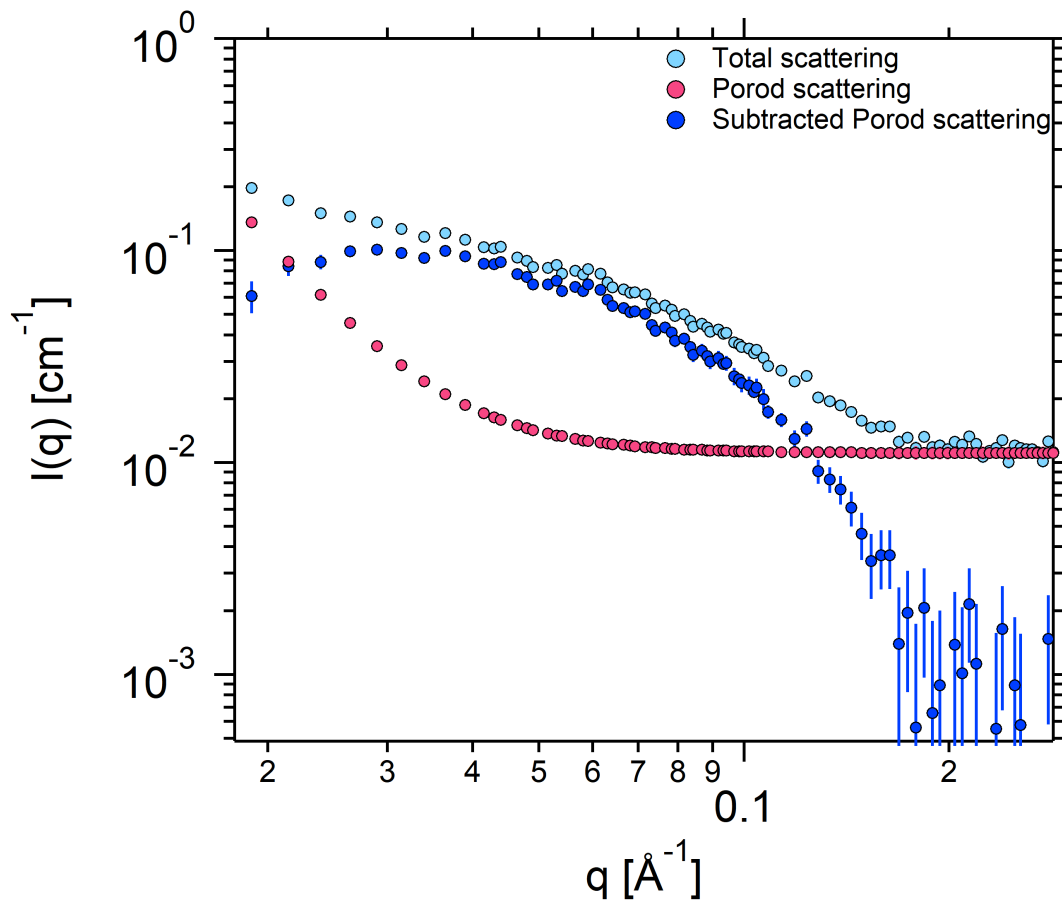 10^0
Total scattering
Porod scattering
Subtracted Porod scattering
10^-1
I(q) [cm^-1]
10^-2
10^-3
2 3 4 5 6 7 8 9 2
0.1
q [Å^-1]